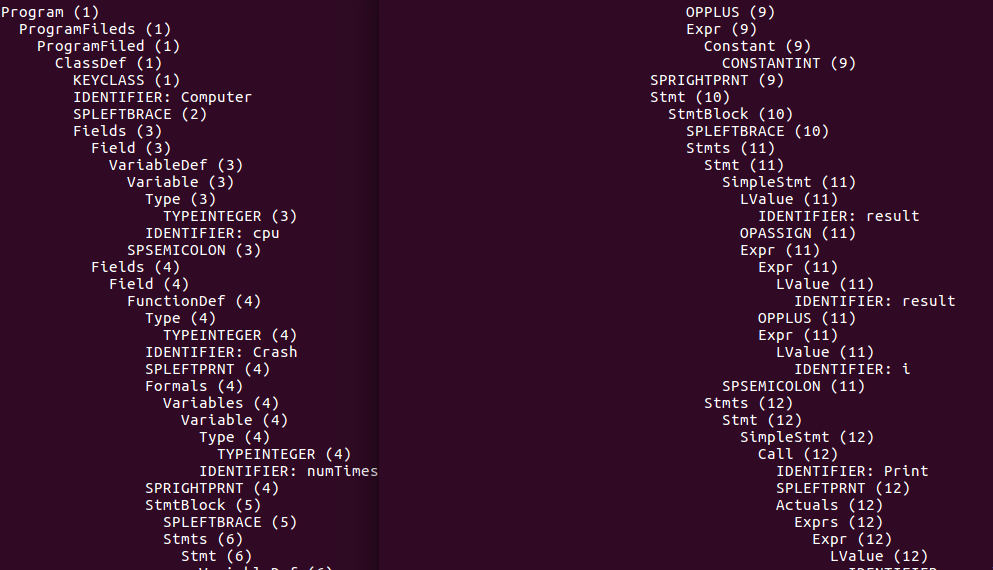 Program (1)
ProgramFileds (1)
ProgramFiled (1)
ClassDef (1)
KEYCLASS (1)
IDENTIFIER: Computer
SPLEFTBRACE (2)
Fields (3)
Field (3)
VariableDef (3)
Variable (3)
Type (3)
TYPEINTEGER (3)
IDENTIFIER: cpu
SPSEMICOLON (3)
Fields (4)
Field (4)
FunctionDef (4)
Type (4)
TYPEINTEGER (4)
IDENTIFIER: Crash
SPLEFTPRNT (4)
Formals (4)
Variables (4)
Variable (4)
Type (4)
TYPEINTEGER (4)
IDENTIFIER: numTimes
SPRIGHTPRNT (4)
StmtBlock (5)
SPLEFTBRACE (5)
Stmts (6)
Stmt (6)
VariableDef (6)
OPPLUS (9)
Expr (9)
Constant (9)
CONSTANTINT (9)
SPRIGHTPRNT (9)
Stmt (10)
StmtBlock (10)
SPLEFTBRACE (10)
Stmts (11)
Stmt (11)
SimpleStmt (11)
LValue (11)
IDENTIFIER: result
OPASSIGN (11)
Expr (11)
Expr (11)
LValue (11)
IDENTIFIER: result
OPPLUS (11)
Expr (11)
LValue (11)
IDENTIFIER: i
SPSEMICOLON (11)
Stmts (12)
Stmt (12)
SimpleStmt (12)
Call (12)
IDENTIFIER: Print
SPLEFTPRNT (12)
Actuals (12)
Exprs (12)
Expr (12)
LValue (12)